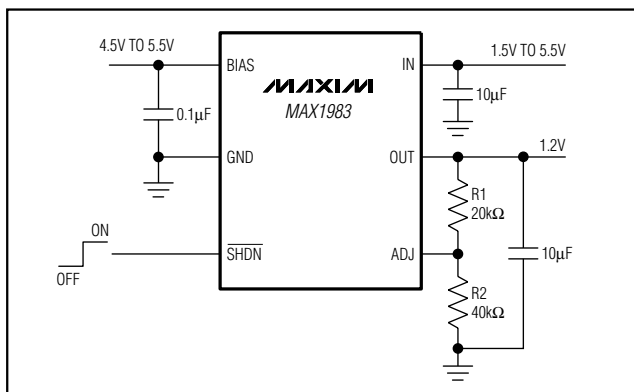 4.5V TO 5.5V
BIAS
IN
1.5V TO 5.5V
MAXIM
MAX1983
0.1µF
10µF
GND
OUT
1.2V
R1
20kΩ
ON
OFF
SHDN
ADJ
10µF
R2
40kΩ